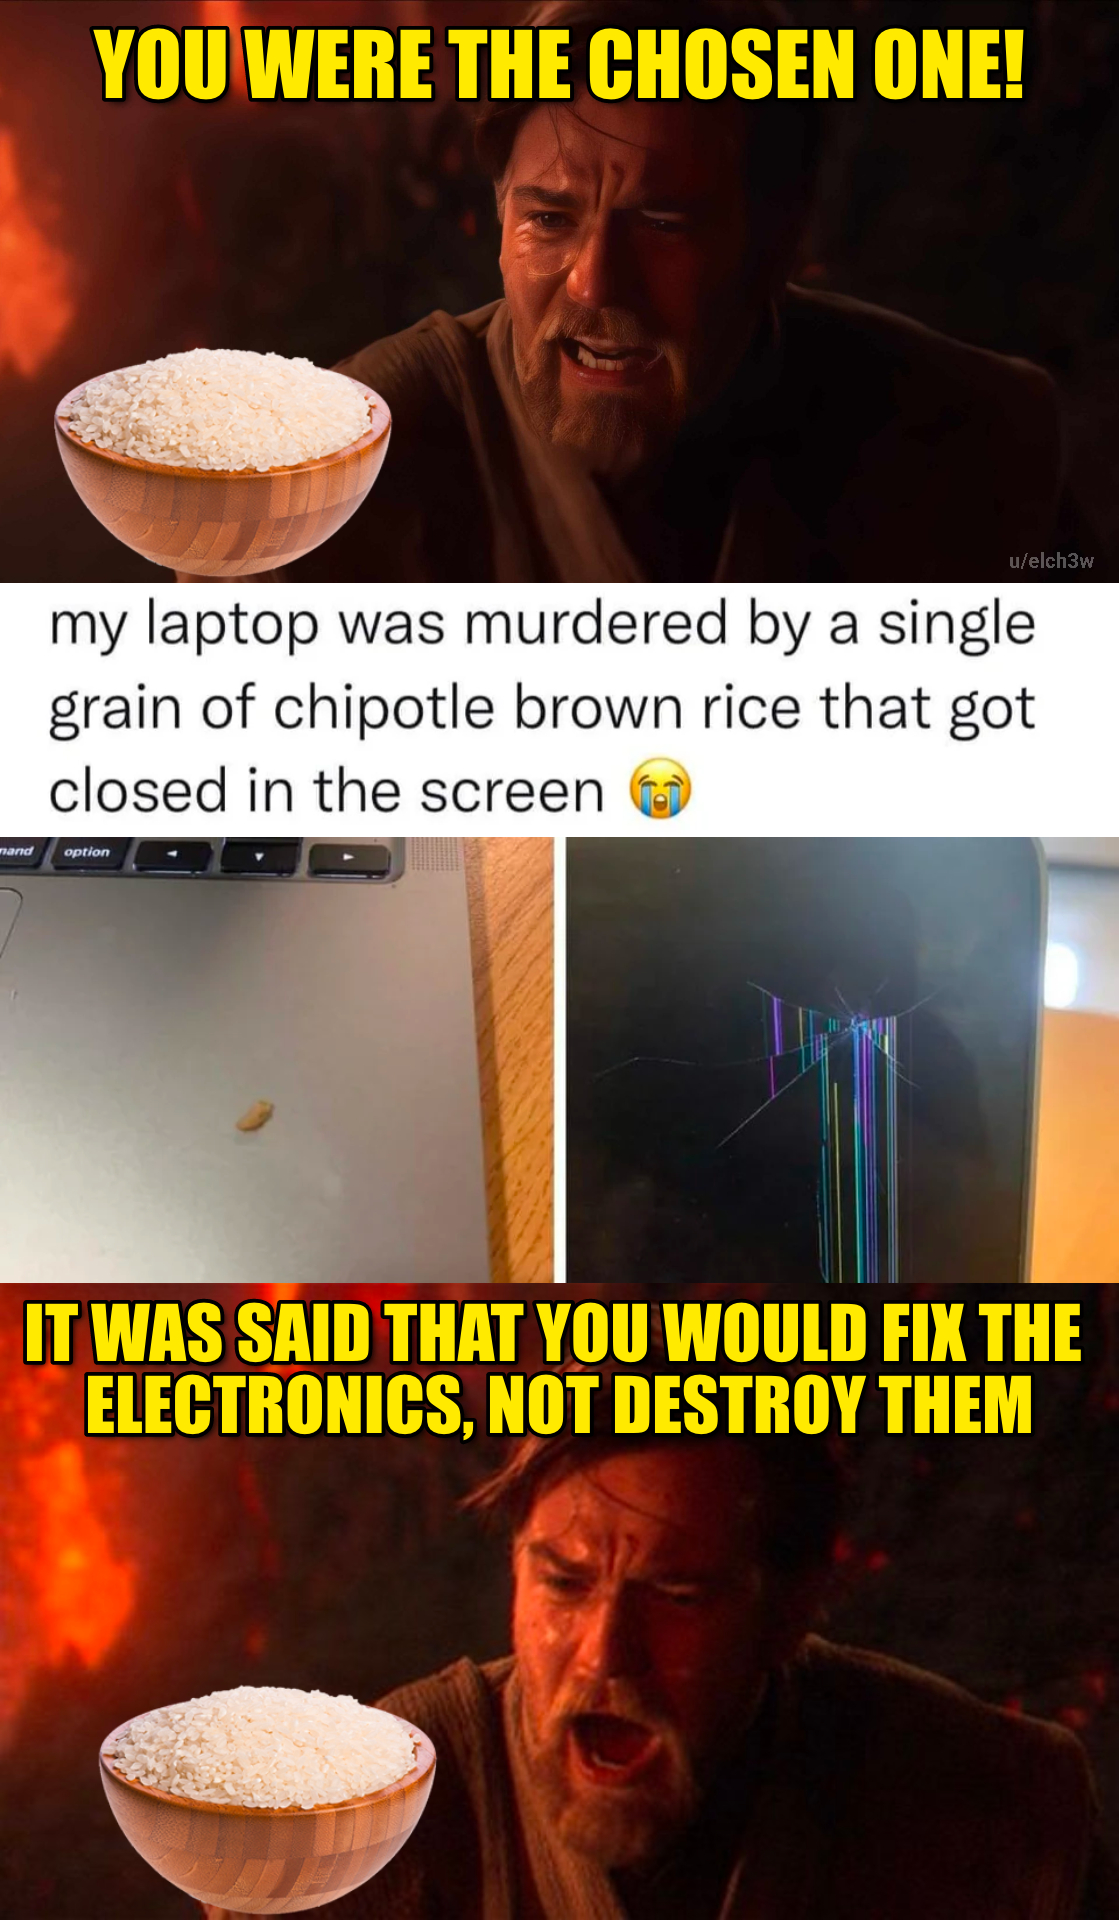 YOU WERE THE CHOSEN ONE!
u/elch3w
my laptop was murdered by a single
grain of chipotle brown rice that got
closed in the screen 😭
mand option
IT WAS SAID THAT YOU WOULD FIX THE
ELECTRONICS, NOT DESTROY THEM